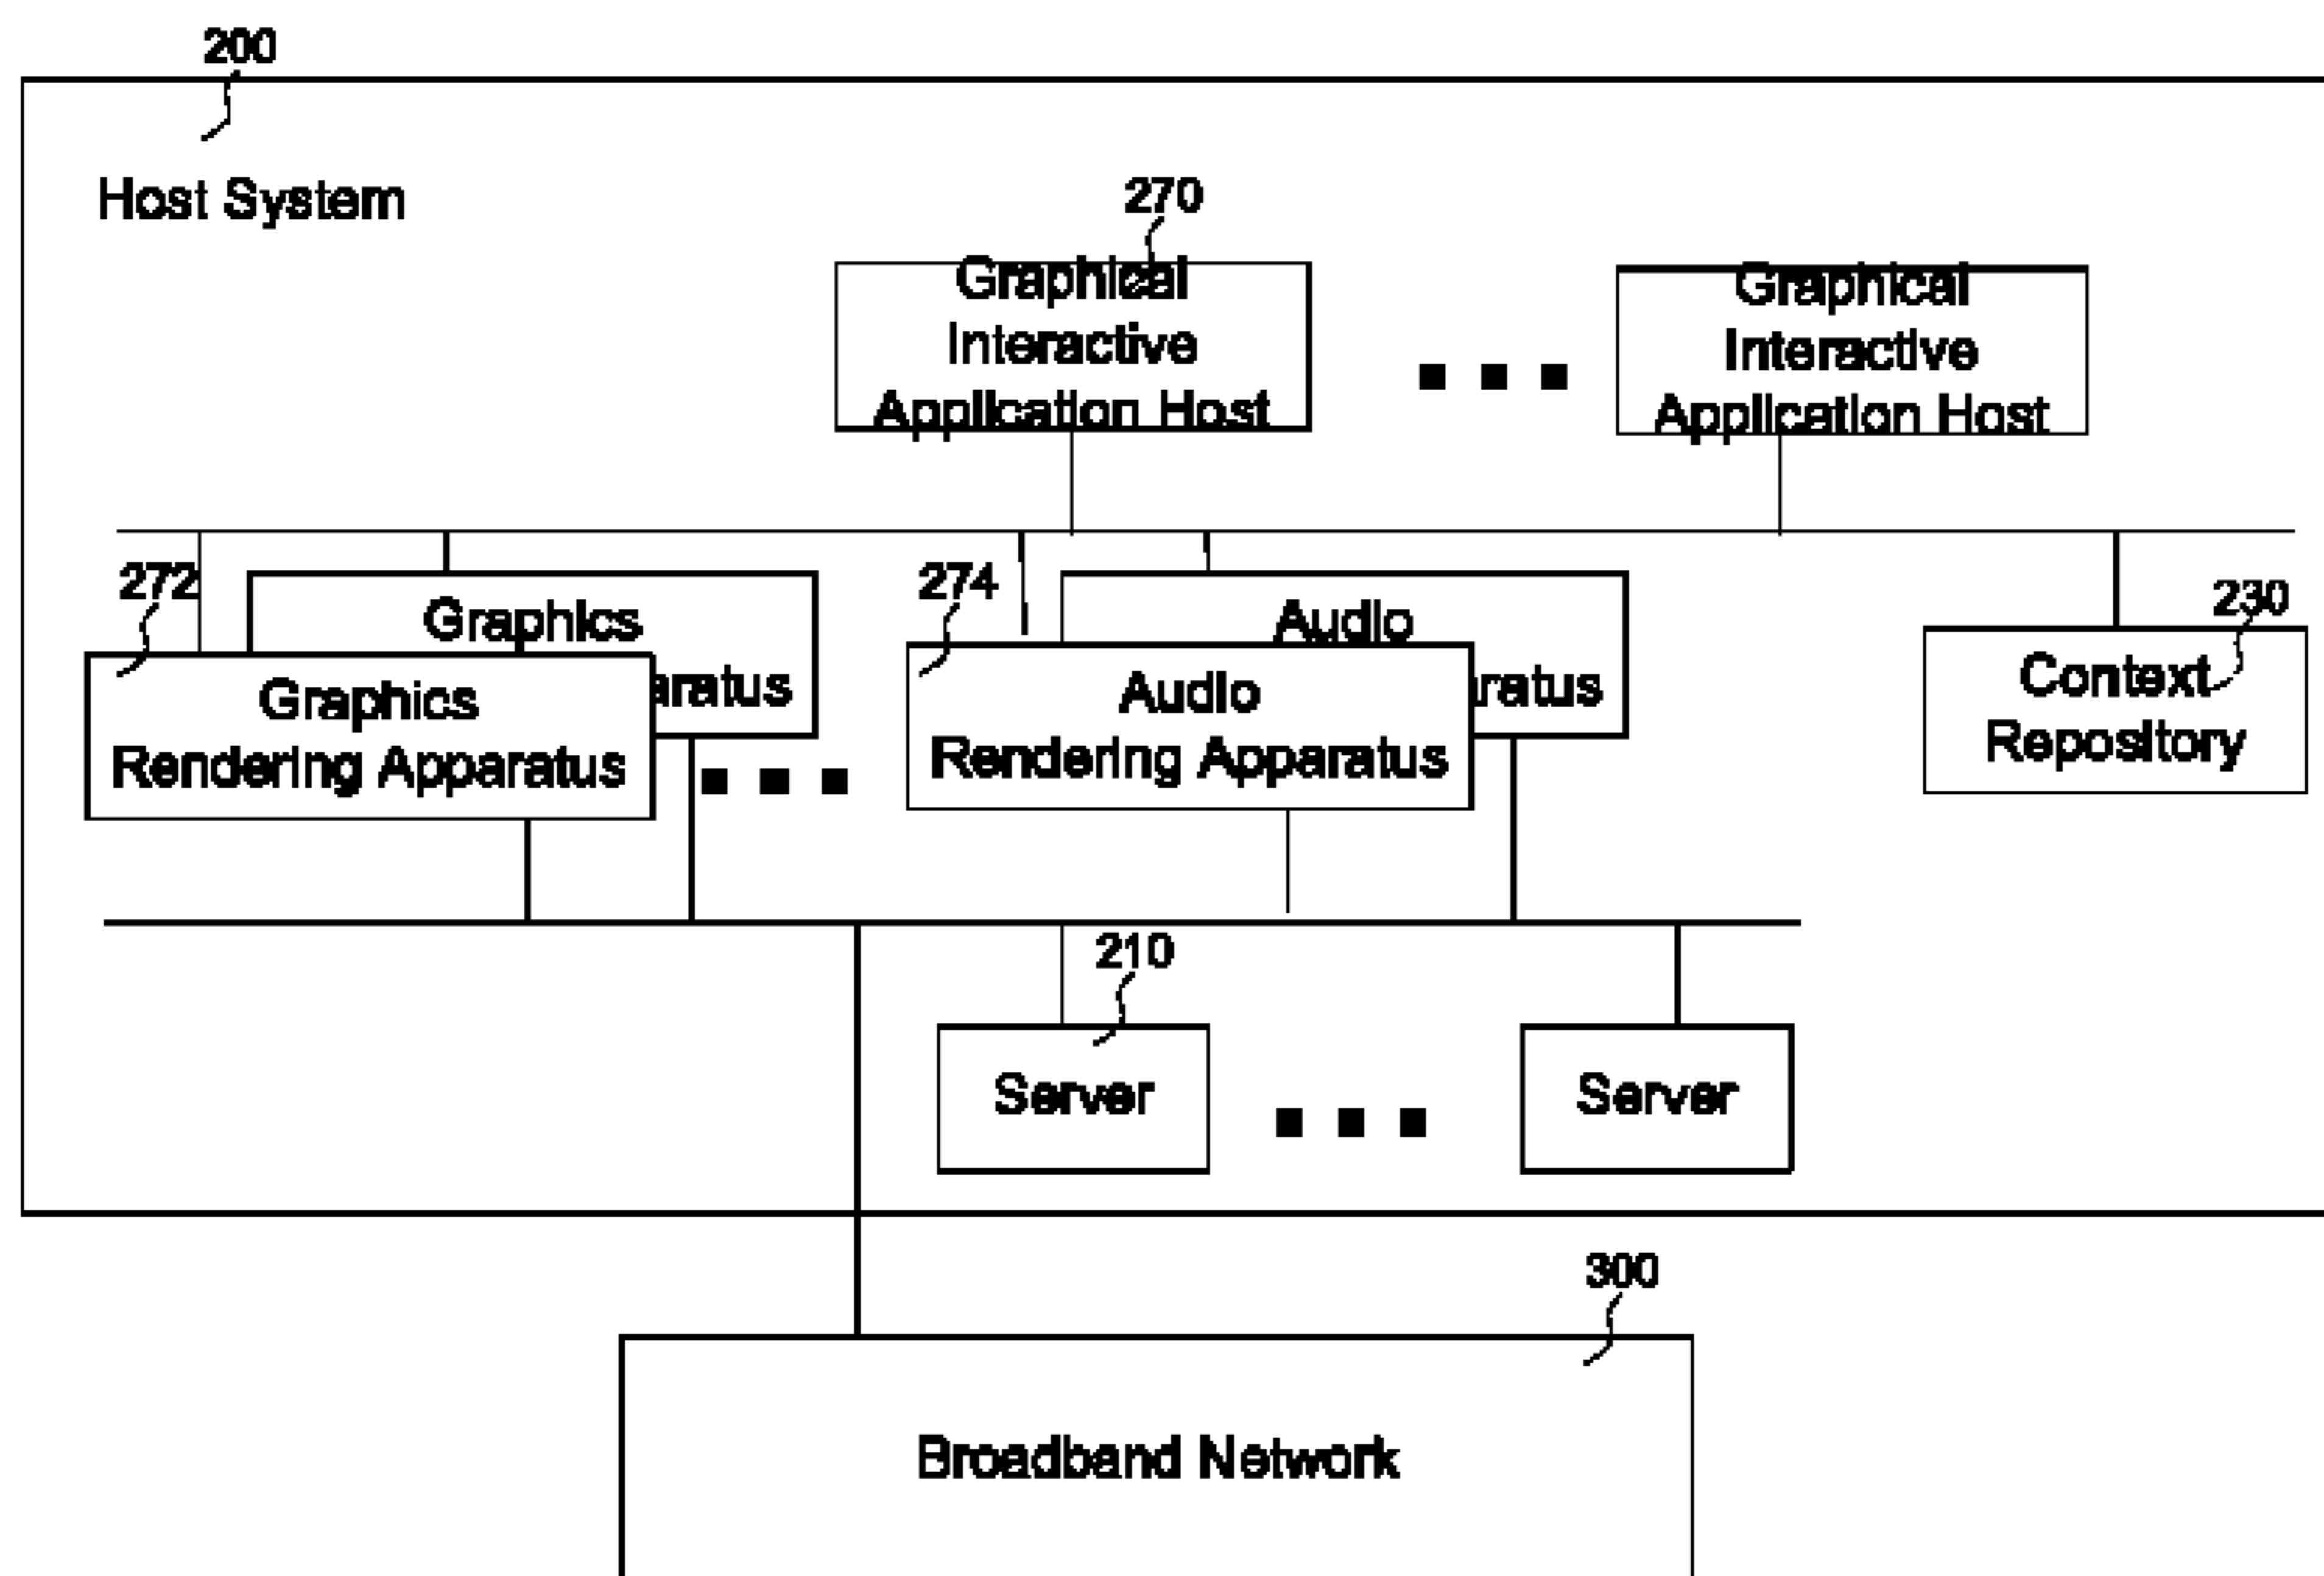 200
Host System
270
Graphical
Interactive
Application Host
Graphical
Interactive
Application Host
272
Graphics
aratus
Graphics
Rendering Apparatus
274
Audio
ratus
Audio
Rendering Apparatus
230
Context
Repository
210
Server
Server
300
Broadband Network